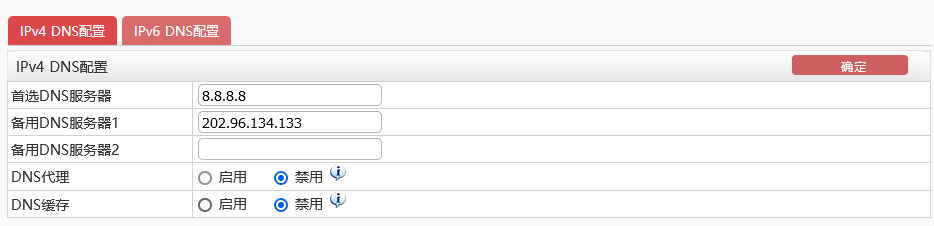 IPv4 DNS配置 IPv6 DNS配置
IPv4 DNS配置 确定
首选DNS服务器 8.8.8.8
备用DNS服务器1 202.96.134.133
备用DNS服务器2
DNS代理 启用 禁用
DNS缓存 启用 禁用